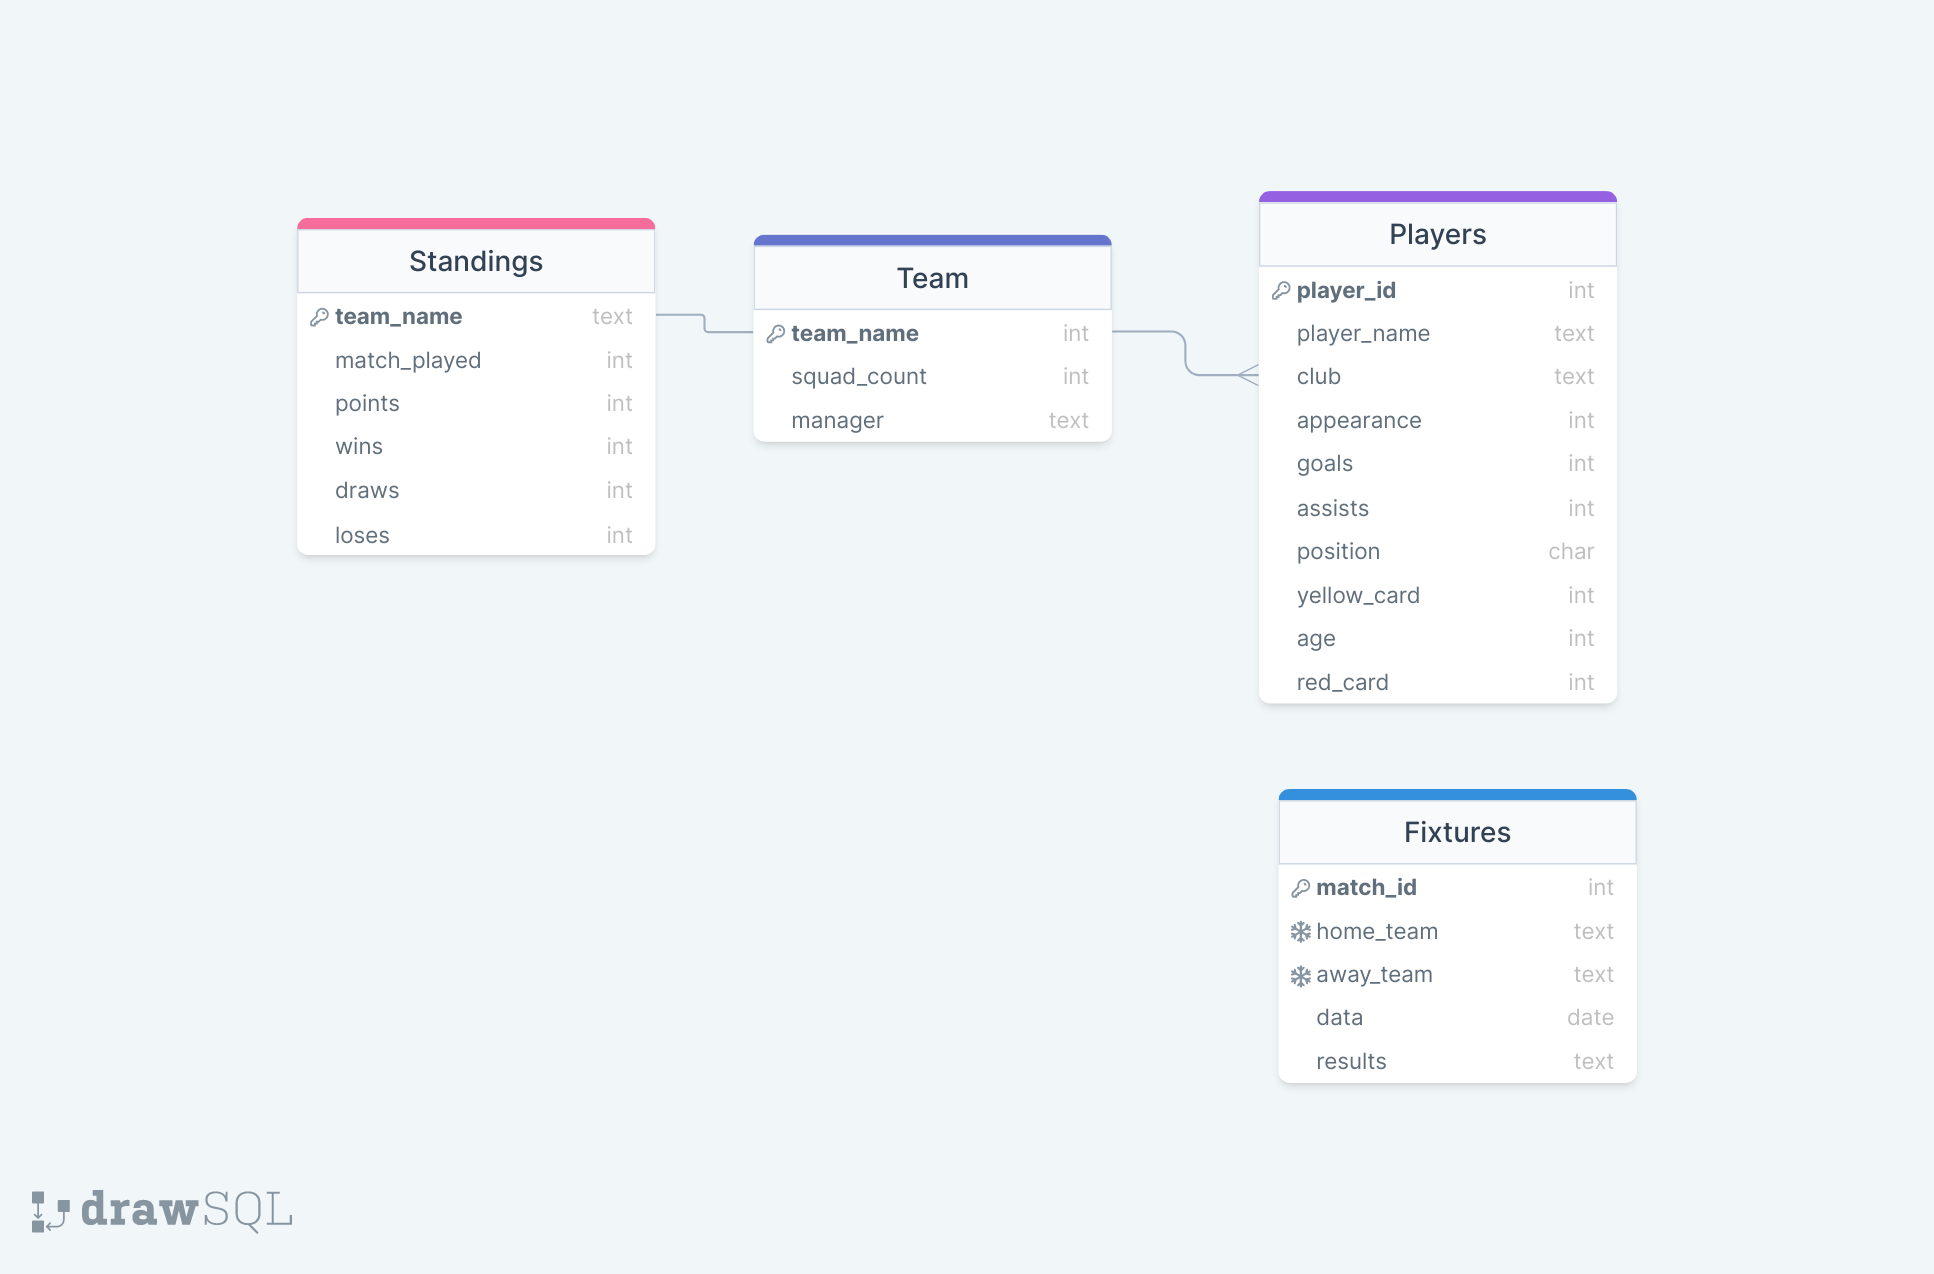 Standings
team_name text
match_played int
points int
wins int
draws int
loses int
Team
team_name int
squad_count int
manager text
Players
player_id int
player_name text
club text
appearance int
goals int
assists int
position char
yellow_card int
age int
red_card int
Fixtures
match_id int
home_team text
away_team text
data date
results text
drawSQL